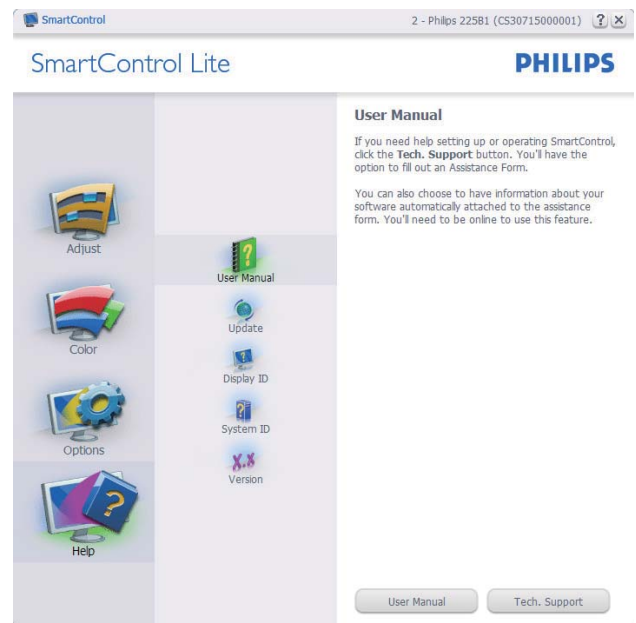 SmartControl
2 - Philips 225B1 (CS30715000001)
? X
SmartControl Lite
PHILIPS
Adjust
Color
Options
Help
User Manual
Update
Display ID
System ID
X.X
Version
User Manual
If you need help setting up or operating SmartControl,
click the Tech. Support button. You'll have the
option to fill out an Assistance Form.
You can also choose to have information about your
software automatically attached to the assistance
form. You'll need to be online to use this feature.
User Manual
Tech. Support